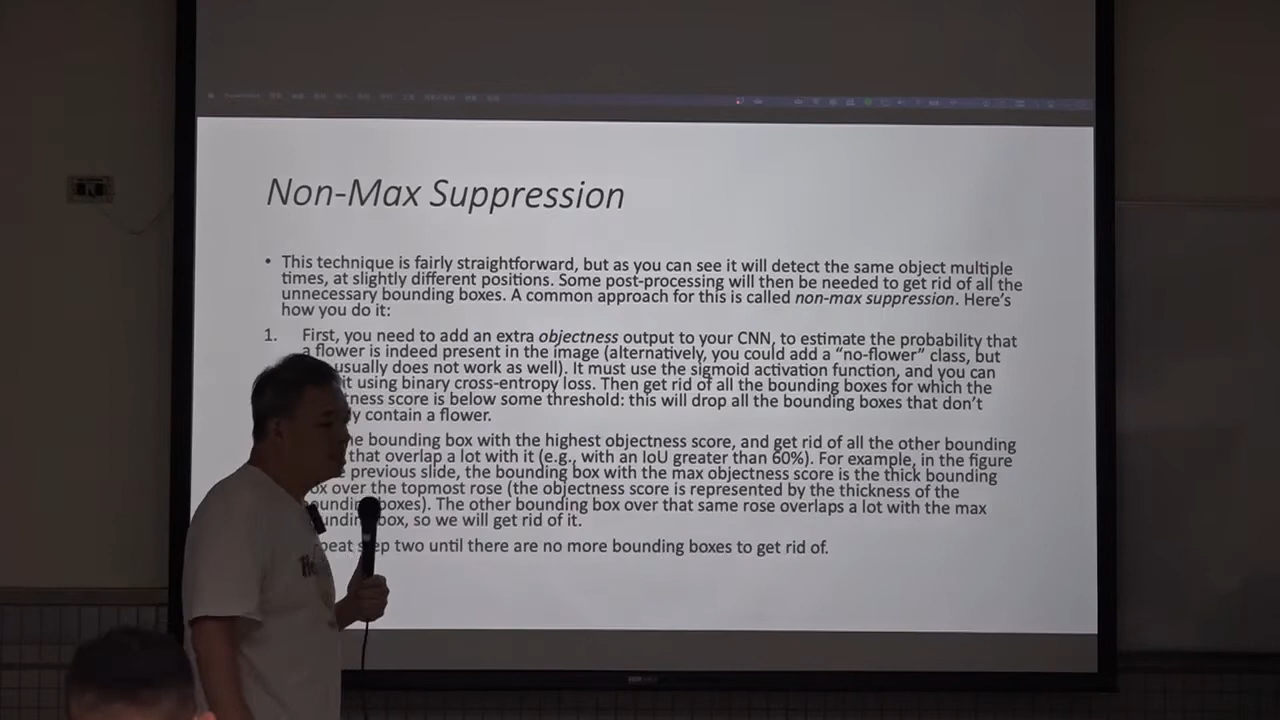 Non-Max Suppression
• This technique is fairly straightforward, but as you can see it will detect the same object multiple
times, at slightly different positions. Some post-processing will then be needed to get rid of all the
unnecessary bounding boxes. A common approach for this is called non-max suppression. Here's
how you do it:
1. First, you need to add an extra objectness output to your CNN, to estimate the probability that
a flower is indeed present in the image (alternatively, you could add a “no-flower” class, but
usually does not work as well). It must use the sigmoid activation function, and you can
it using binary cross-entropy loss. Then get rid of all the bounding boxes for which the
score is below some threshold: this will drop all the bounding boxes that don't
contain a flower.
bounding box with the highest objectness score, and get rid of all the other bounding
that overlap a lot with it (e.g., with an IoU greater than 60%). For example, in the figure
previous slide, the bounding box with the max objectness score is the thick bounding
over the topmost rose (the objectness score is represented by the thickness of the
boxes). The other bounding box over that same rose overlaps a lot with the max
box, so we will get rid of it.
two until there are no more bounding boxes to get rid of.